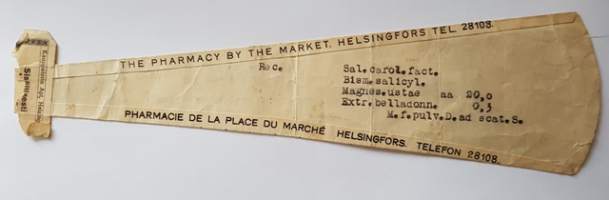 THE PHARMACY BY THE MARKET. HELSINGFORS TEL. 28108.
Rec. Sal. carol. fact.
Bism. salicyl.
Magnes. ustae aa 20,0
Extr. belladonn. 0,3
M.f.pulv.D.ad scat.S.
PHARMACIE DE LA PLACE DU MARCHÉ HELSINGFORS. TELEFON 28108.